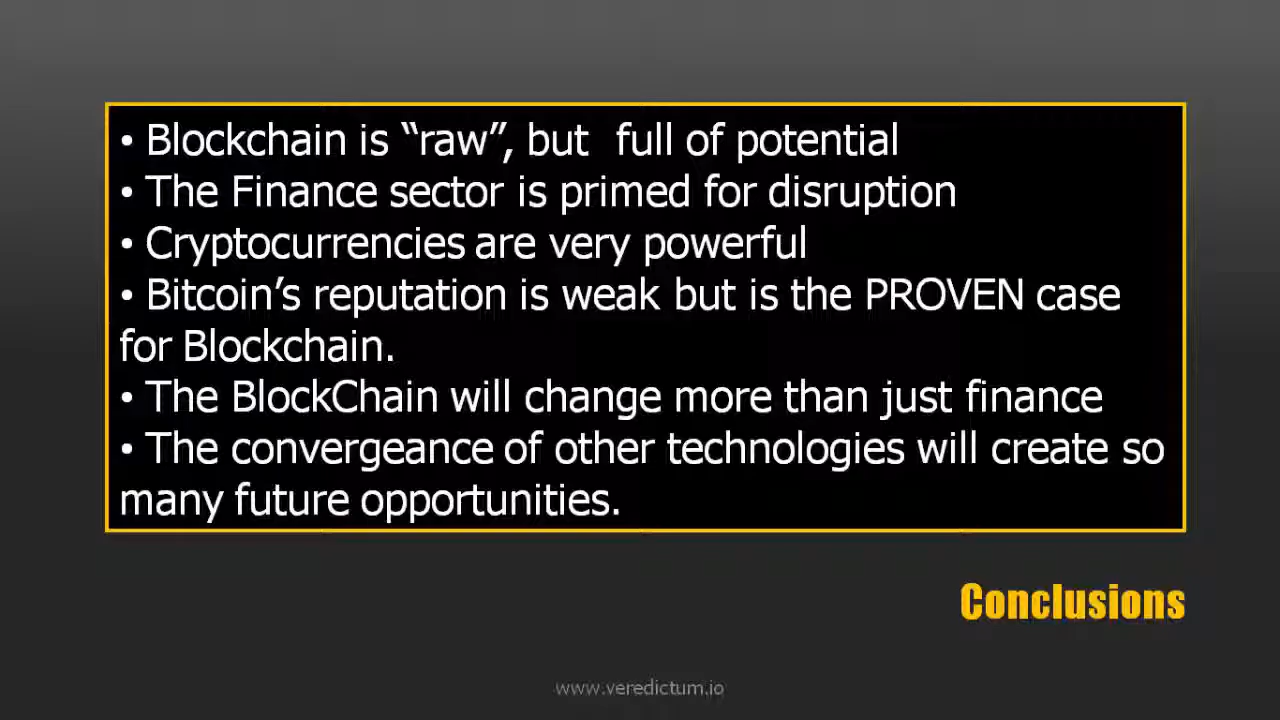 • Blockchain is “raw”, but  full of potential
• The Finance sector is primed for disruption
• Cryptocurrencies are very powerful
• Bitcoin’s reputation is weak but is the PROVEN case
for Blockchain.
• The BlockChain will change more than just finance
• The convergeance of other technologies will create so
many future opportunities.
Conclusions
www.veredictum.io